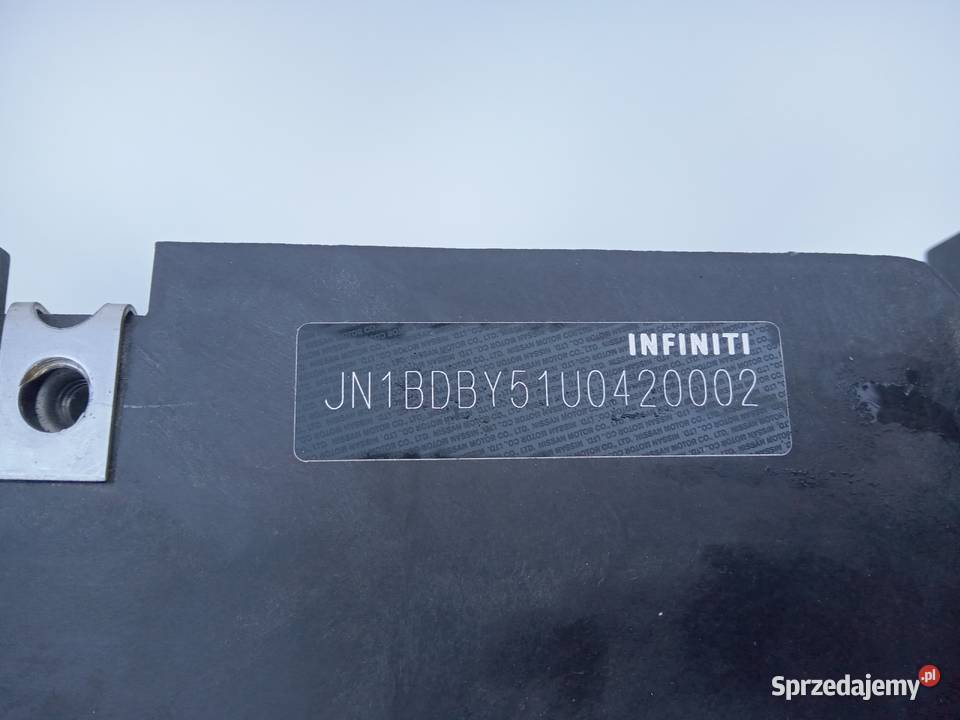 INFINITI
JN1BDBY51U0420002
Sprzedajemy.pl